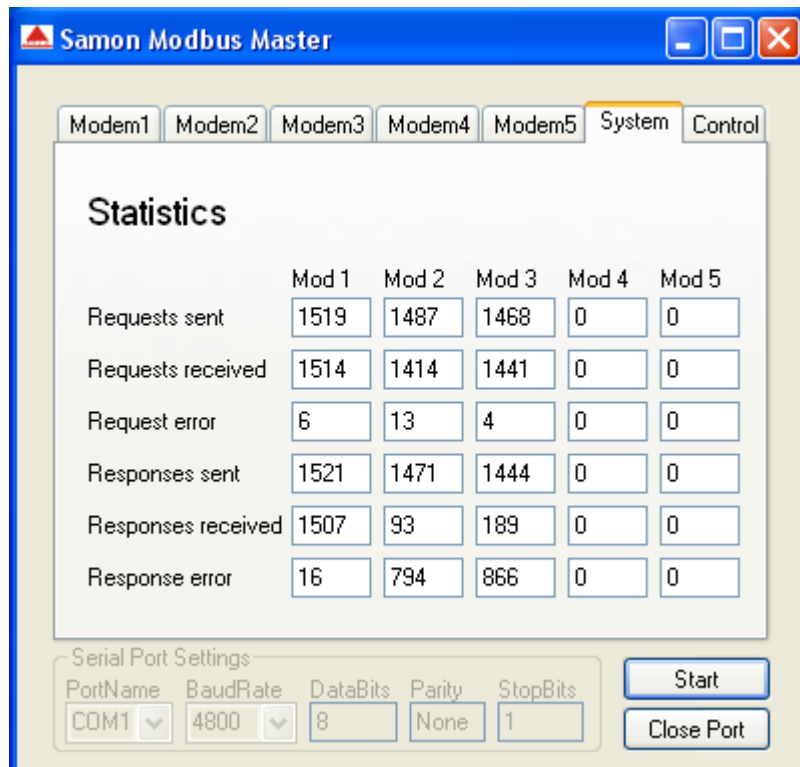 Samon Modbus Master
Modem1 Modem2 Modem3 Modem4 Modem5 System Control
Statistics
Mod 1 Mod 2 Mod 3 Mod 4 Mod 5
Requests sent 1519 1487 1468 0 0
Requests received 1514 1414 1441 0 0
Request error 6 13 4 0 0
Responses sent 1521 1471 1444 0 0
Responses received 1507 93 189 0 0
Response error 16 794 866 0 0
Serial Port Settings
PortName BaudRate DataBits Parity StopBits
COM1 4800 8 None 1
Start
Close Port